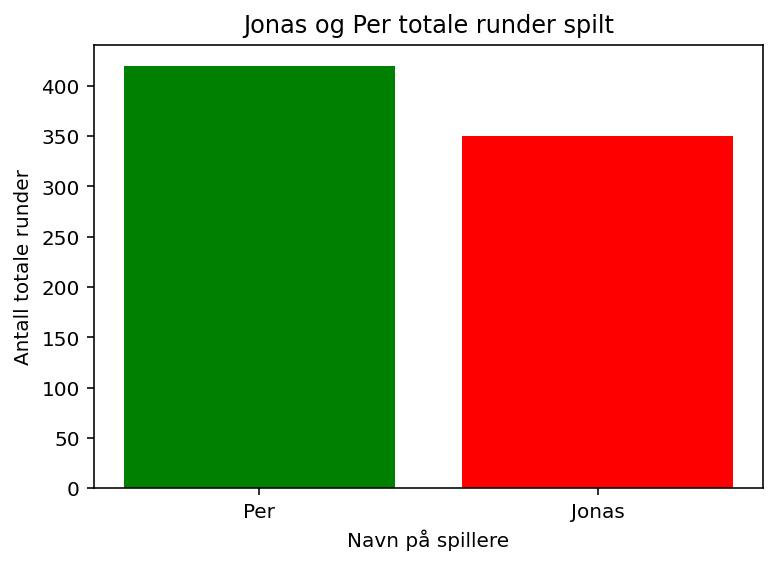 Jonas og Per totale runder spilt
Antall totale runder
400
350
300
250
200
150
100
50
0
Per
Jonas
Navn på spillere